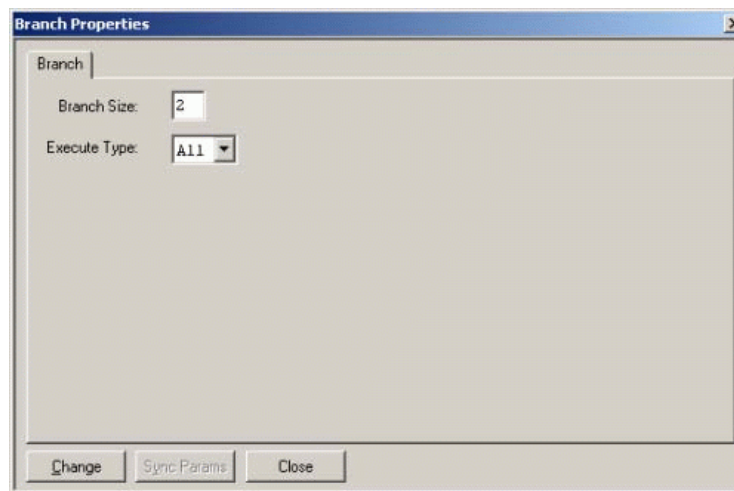 Branch Properties
Branch
Branch Size: 2
Execute Type: All
Change Sync Params Close